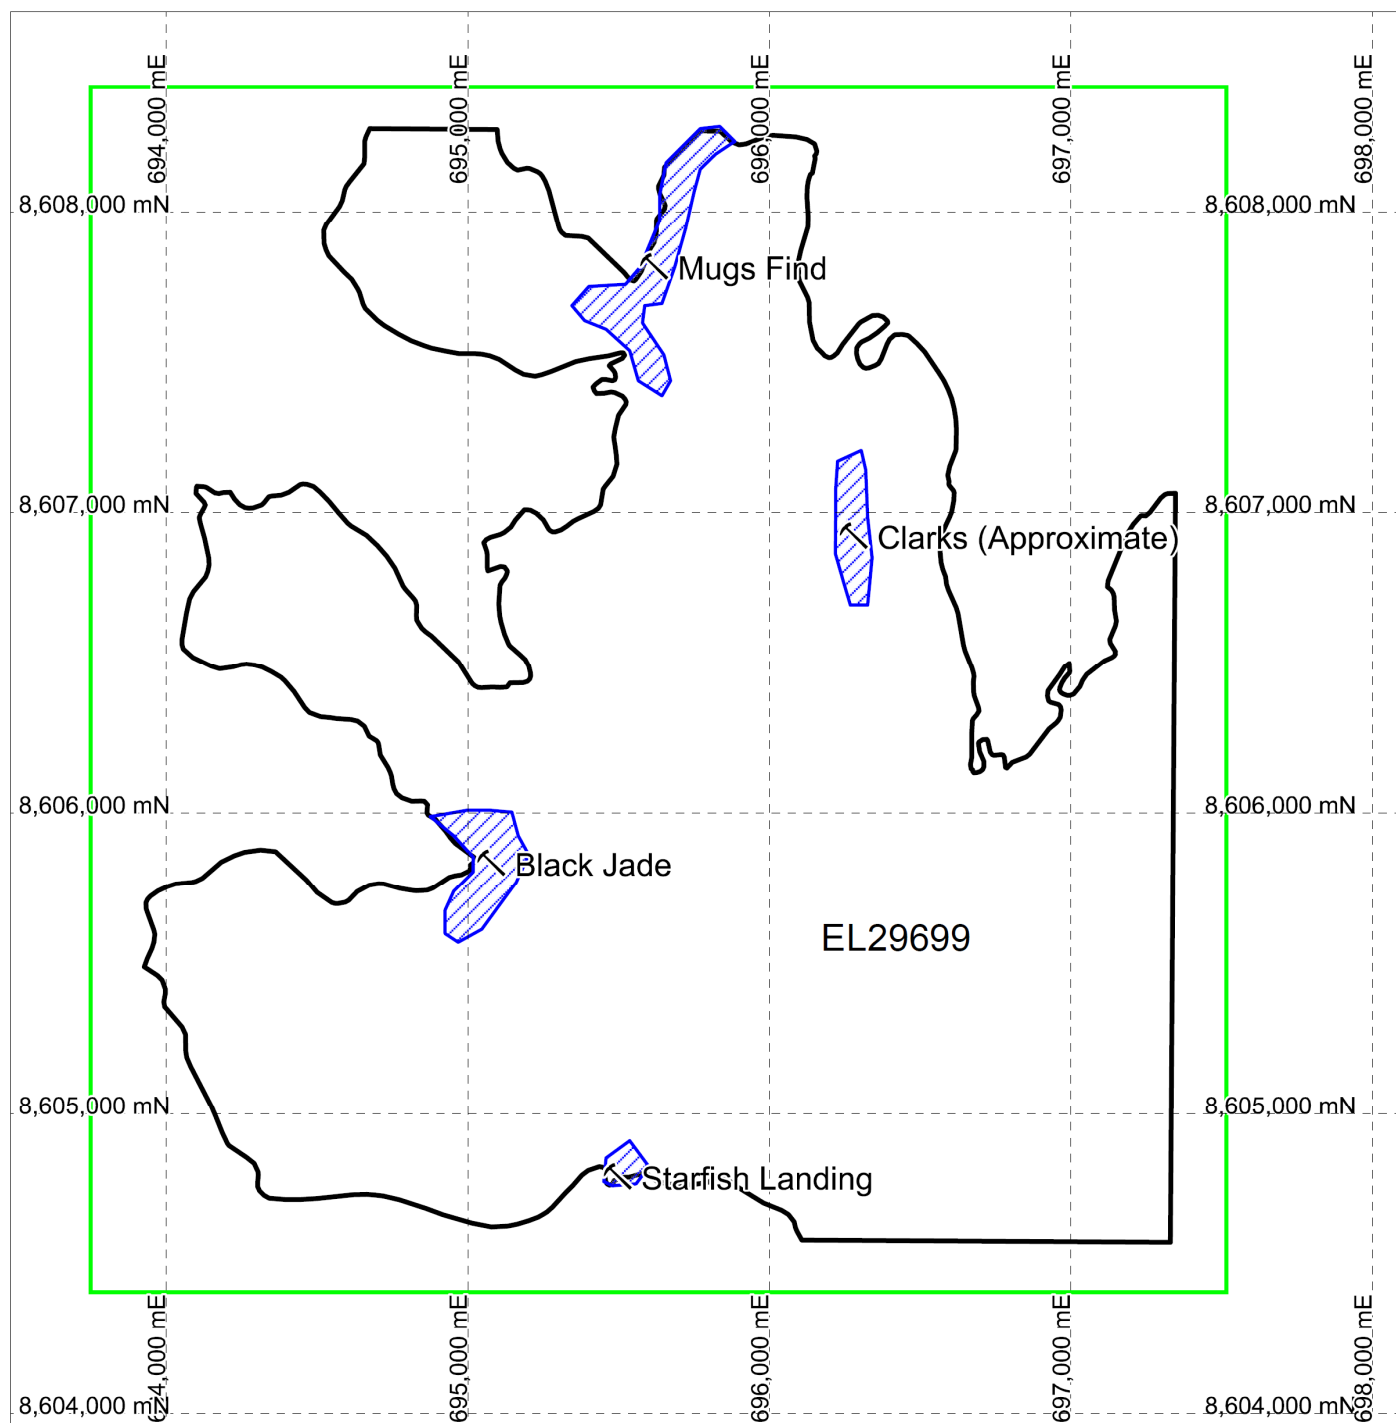 694,000 mE
695,000 mE
696,000 mE
697,000 mE
698,000 mE
8,608,000 mN
8,608,000 mN
Mugs Find
8,607,000 mN
8,607,000 mN
Clarks (Approximate)
8,606,000 mN
8,606,000 mN
Black Jade
EL29699
8,605,000 mN
8,605,000 mN
Starfish Landing
694,000 mE
695,000 mE
696,000 mE
697,000 mE
698,000 mE
8,604,000 mN
8,604,000 mN